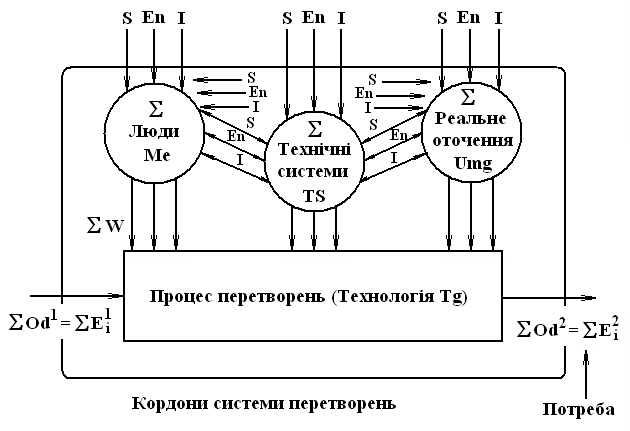 S En I S En I S En I
S
En
I
S
En
I
S
En
I
S
En
I
Σ
Люди
Me
Σ
Технічні
системи
TS
Σ
Реальне
оточення
Umg
Σ W
Процес перетворень (Технологія Tg)
ΣOd¹ = ΣE¹ᵢ
ΣOd² = ΣE²ᵢ
Кордони системи перетворень
Потреба